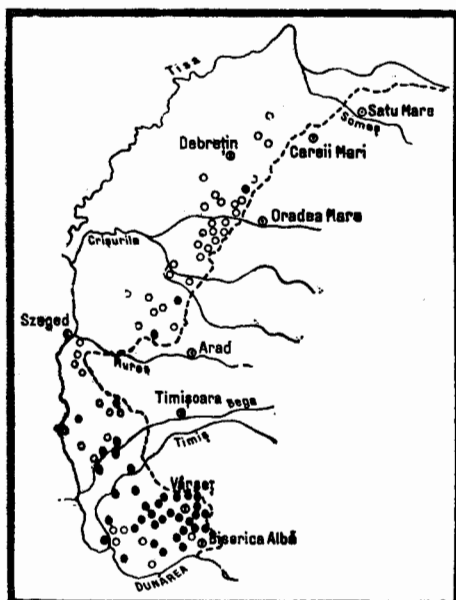 Tisa
Satu Mare
Someș
Debrețin
Careii Mari
Oradea Mare
Crișurile
Szeged
Mureș
Arad
Timișoara
Bega
Timiș
Vârșeț
Biserica Albă
DUNĂREA